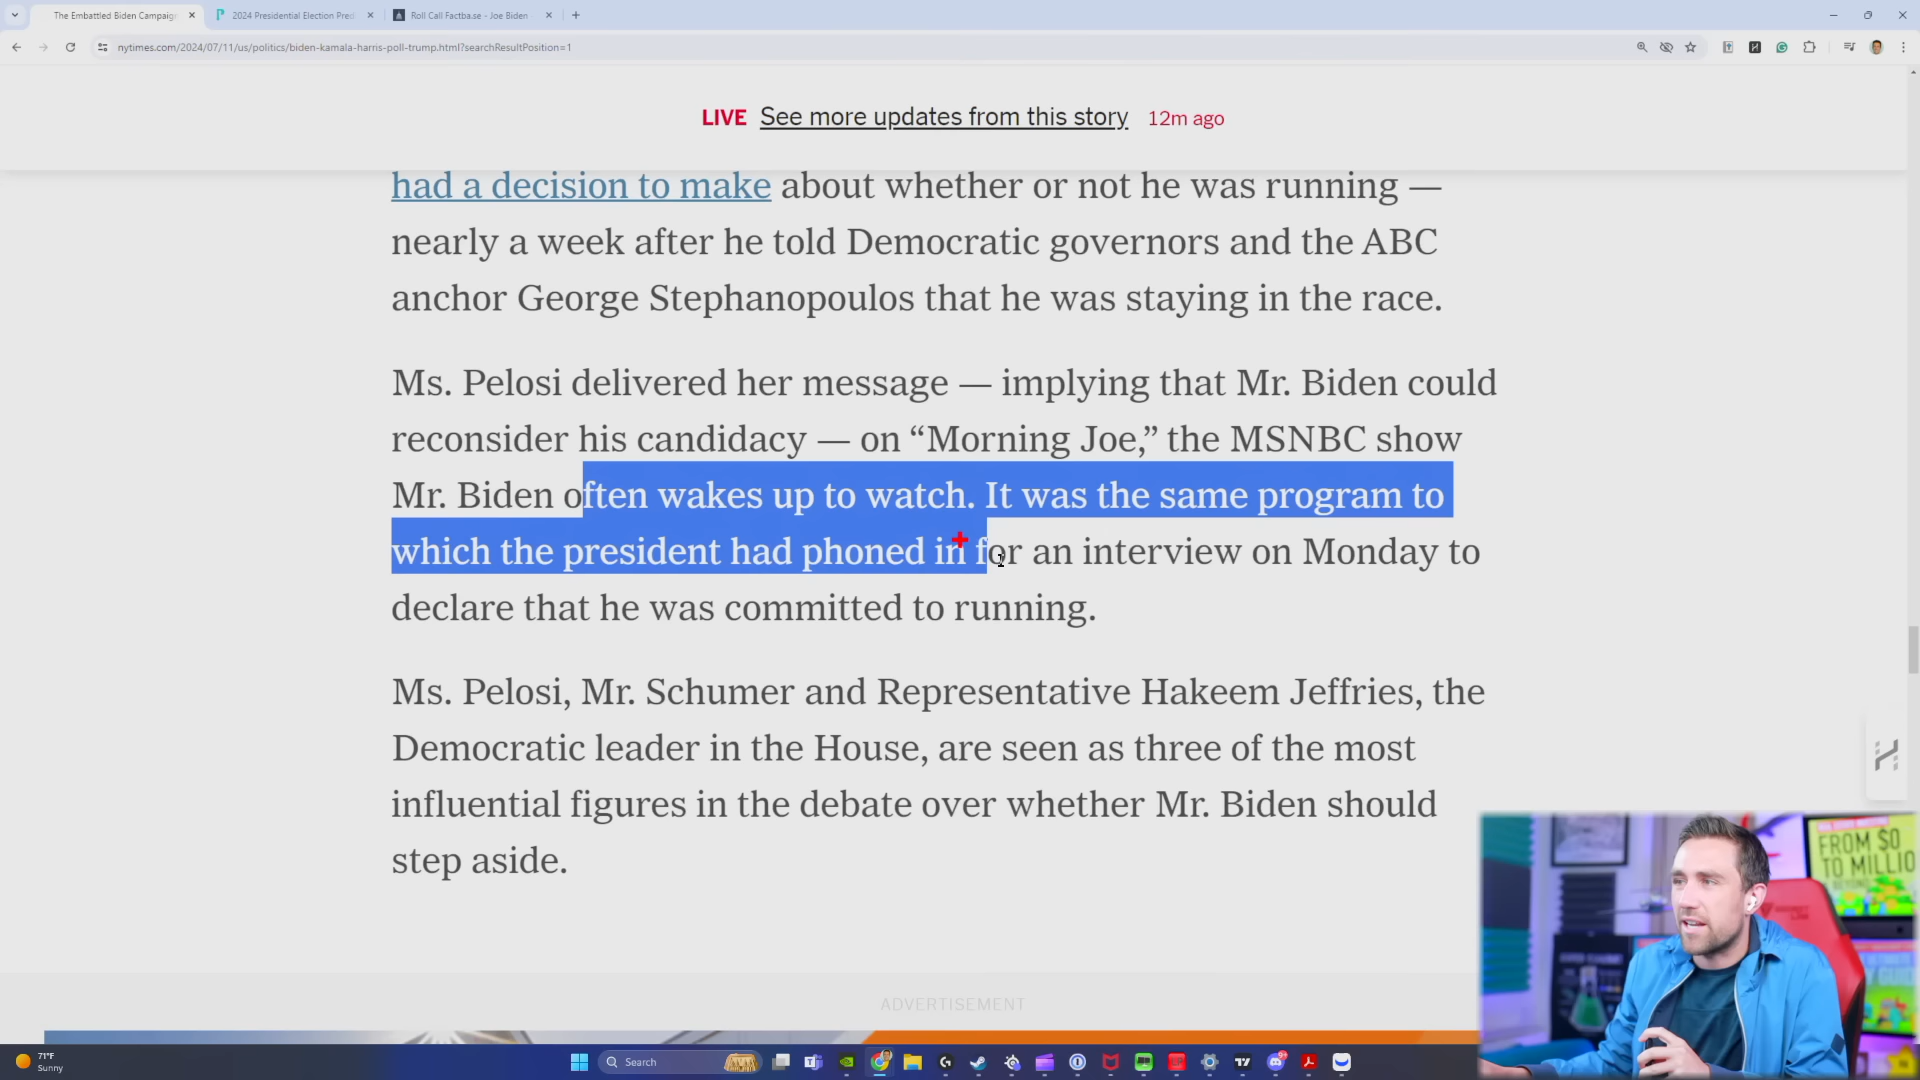 The Embattled Biden Campaign
2024 Presidential Election Pred
Roll Call Factba.se - Joe Biden
nytimes.com/2024/07/11/us/politics/biden-kamala-harris-poll-trump.html?searchResultPosition=1
LIVE See more updates from this story 12m ago
had a decision to make about whether or not he was running —
nearly a week after he told Democratic governors and the ABC
anchor George Stephanopoulos that he was staying in the race.
Ms. Pelosi delivered her message — implying that Mr. Biden could
reconsider his candidacy — on “Morning Joe,” the MSNBC show
Mr. Biden often wakes up to watch. It was the same program to
which the president had phoned in for an interview on Monday to
declare that he was committed to running.
Ms. Pelosi, Mr. Schumer and Representative Hakeem Jeffries, the
Democratic leader in the House, are seen as three of the most
influential figures in the debate over whether Mr. Biden should
step aside.
ADVERTISEMENT
FROM $0
TO MILLIO
71°F
Sunny
Search